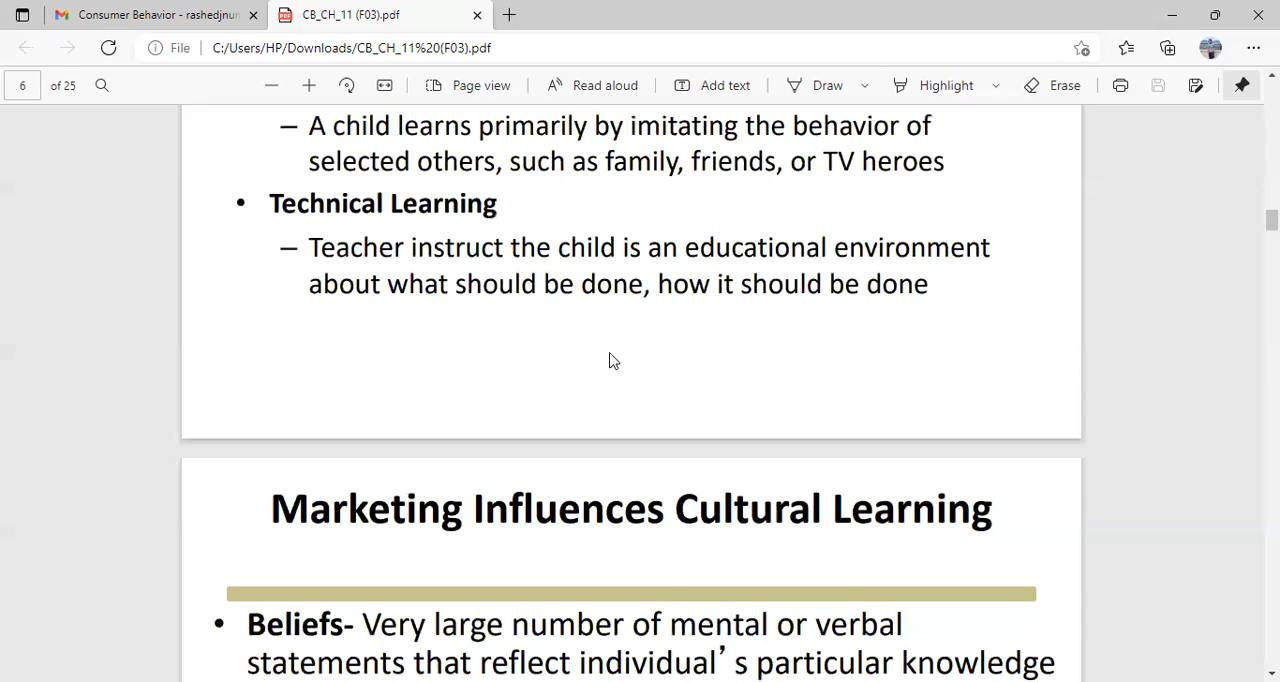 Consumer Behavior - rashedjnur
CB_CH_11 (F03).pdf
File
C:/Users/HP/Downloads/CB_CH_11%20(F03).pdf
6 of 25
Page view
Read aloud
Add text
Draw
Highlight
Erase
– A child learns primarily by imitating the behavior of
selected others, such as family, friends, or TV heroes
• Technical Learning
– Teacher instruct the child is an educational environment
about what should be done, how it should be done
Marketing Influences Cultural Learning
• Beliefs- Very large number of mental or verbal
statements that reflect individual’s particular knowledge